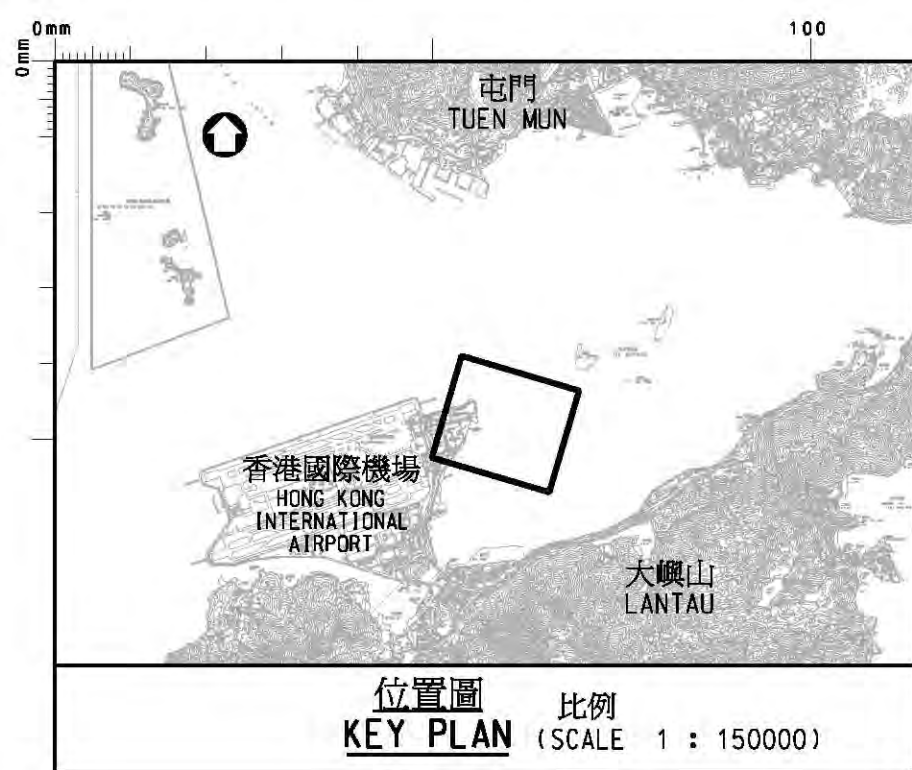 0mm
100
0mm
屯門
TUEN MUN
香港國際機場
HONG KONG
INTERNATIONAL
AIRPORT
大嶼山
LANTAU
位置圖
KEY PLAN
比例
(SCALE 1 : 150000)